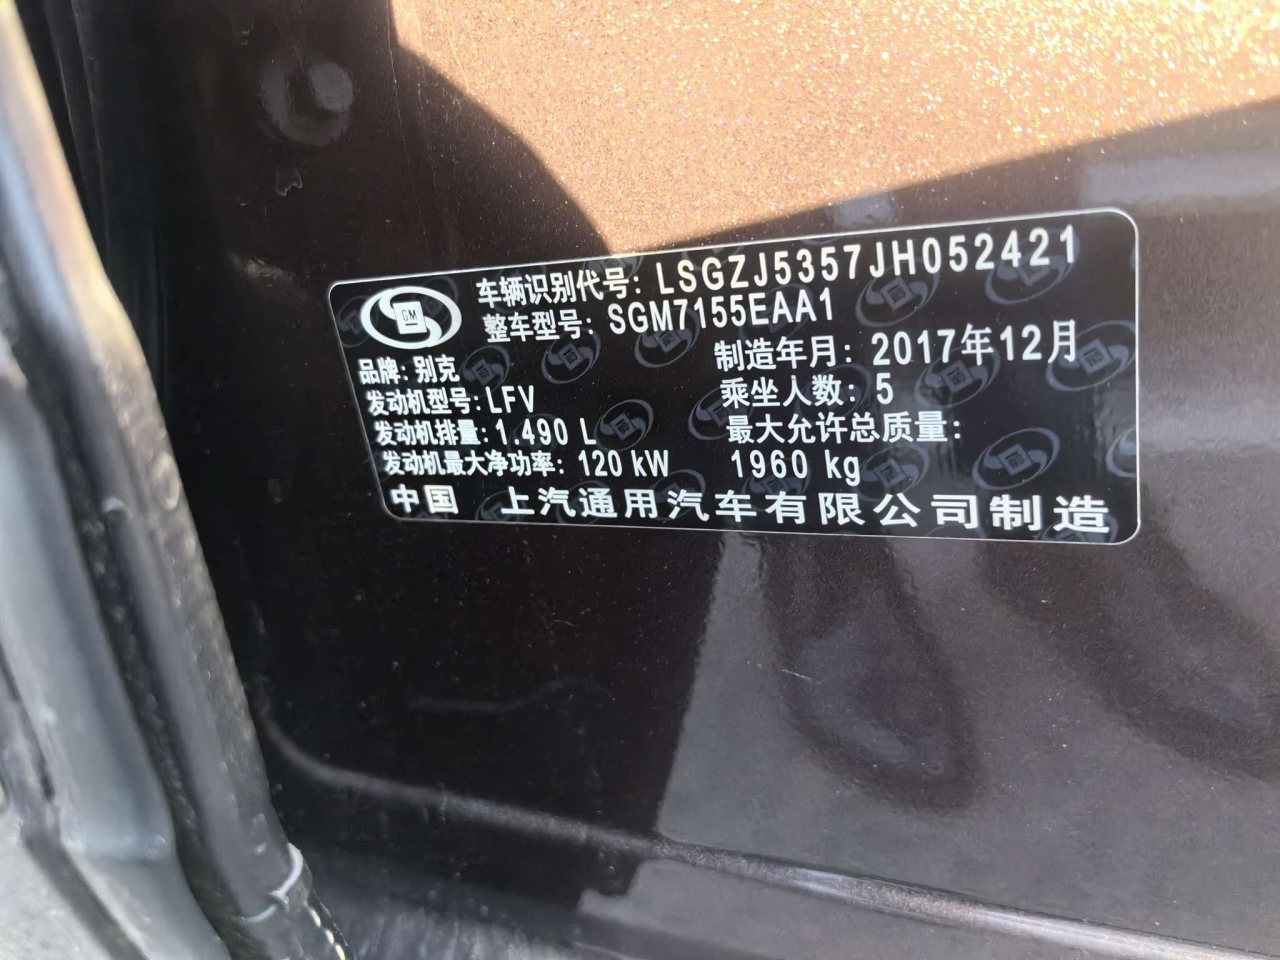 GM
车辆识别代号: LSGZJ5357JH052421
整车型号: SGM7155EAA1
品牌: 别克
制造年月: 2017年12月
发动机型号: LFV
乘坐人数: 5
发动机排量: 1.490 L
最大允许总质量:
发动机最大净功率: 120 kW
1960 kg
中国 上汽通用汽车有限公司制造